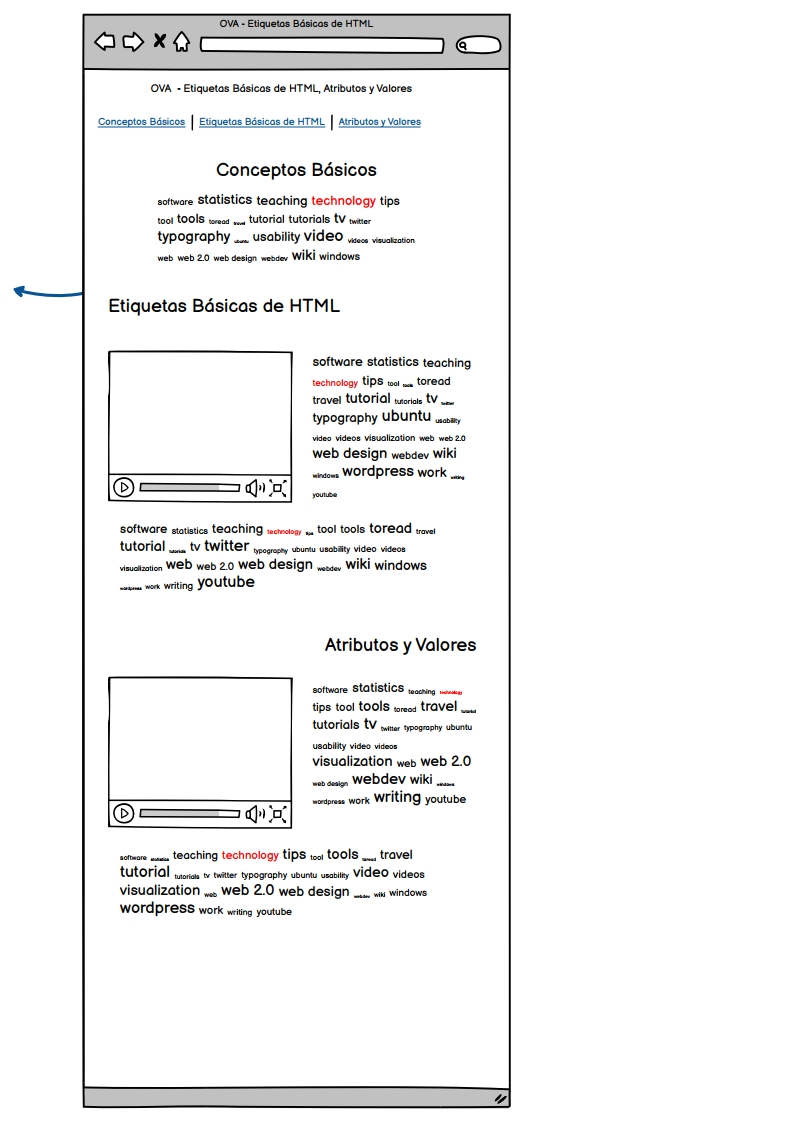 OVA - Etiquetas Básicas de HTML
OVA - Etiquetas Básicas de HTML, Atributos y Valores
Conceptos Básicos | Etiquetas Básicas de HTML | Atributos y Valores
Conceptos Básicos
software statistics teaching technology tips
tool tools toread travel tutorial tutorials tv twitter
typography ubuntu usability video videos visualization
web web 2.0 web design webdev wiki windows
Etiquetas Básicas de HTML
software statistics teaching
technology tips tool tools toread
travel tutorial tutorials tv twitter
typography ubuntu usability
video videos visualization web web 2.0
web design webdev wiki
windows wordpress work writing
youtube
software statistics teaching technology tips tool tools toread travel
tutorial tutorials tv twitter typography ubuntu usability video videos
visualization web web 2.0 web design webdev wiki windows
wordpress work writing youtube
Atributos y Valores
software statistics teaching technology
tips tool tools toread travel tutorial
tutorials tv twitter typography ubuntu
usability video videos
visualization web web 2.0
web design webdev wiki windows
wordpress work writing youtube
software statistics teaching technology tips tool tools toread travel
tutorial tutorials tv twitter typography ubuntu usability video videos
visualization web web 2.0 web design webdev wiki windows
wordpress work writing youtube